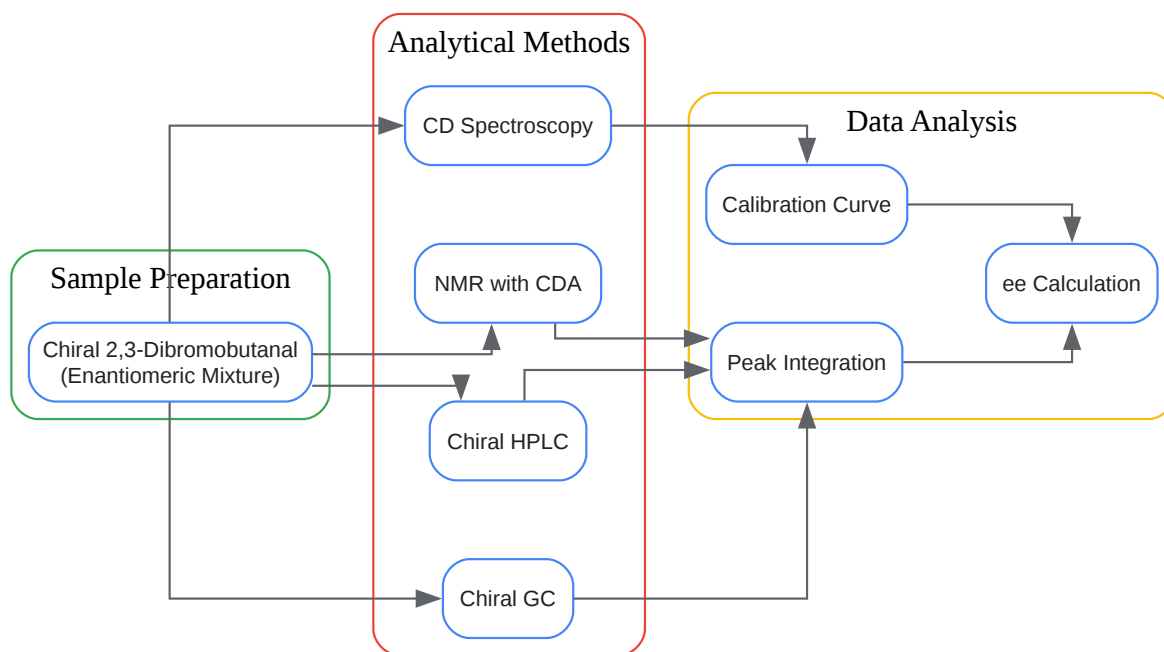 Analytical Methods
CD Spectroscopy
Data Analysis
Calibration Curve
Sample Preparation
NMR with CDA
ee Calculation
Chiral 2,3-Dibromobutanal
(Enantiomeric Mixture)
Peak Integration
Chiral HPLC
Chiral GC